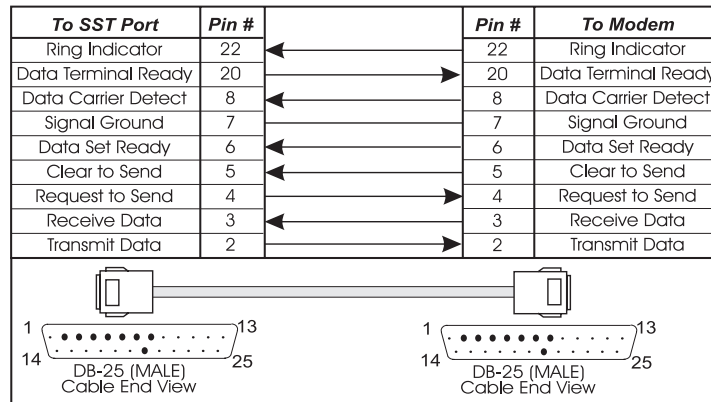 To SST Port Pin # Pin # To Modem
Ring Indicator 22 22 Ring Indicator
Data Terminal Ready 20 20 Data Terminal Ready
Data Carrier Detect 8 8 Data Carrier Detect
Signal Ground 7 7 Signal Ground
Data Set Ready 6 6 Data Set Ready
Clear to Send 5 5 Clear to Send
Request to Send 4 4 Request to Send
Receive Data 3 3 Receive Data
Transmit Data 2 2 Transmit Data
1 13 1 13
14 25 14 25
DB-25 (MALE) DB-25 (MALE)
Cable End View Cable End View